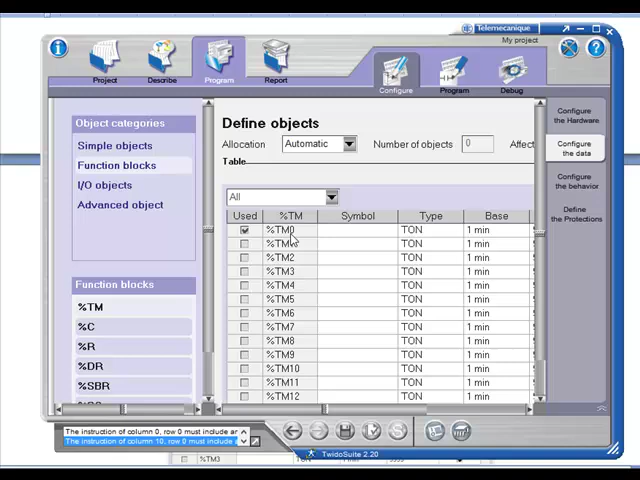 Telemecanique
My project
Project
Describe
Program
Report
Configure
Program
Debug
Object categories
Simple objects
Function blocks
I/O objects
Advanced object
Function blocks
%TM
%C
%R
%DR
%SBR
Define objects
Allocation Automatic Number of objects 0 Affect
Table
All
Used %TM Symbol Type Base
%TM0 TON 1 min
TON 1 min
%TM2 TON 1 min
%TM3 TON 1 min
%TM4 TON 1 min
%TM5 TON 1 min
%TM6 TON 1 min
%TM7 TON 1 min
%TM8 TON 1 min
%TM9 TON 1 min
%TM10 TON 1 min
%TM11 TON 1 min
%TM12 TON 1 min
Configure
the Hardware
Configure
the data
Configure
the behavior
Define
the Protections
The instruction of column 0, row 0 must include ar
The instruction of column 10, row 0 must include a
TwidoSuite 2.20
%TM3 TON